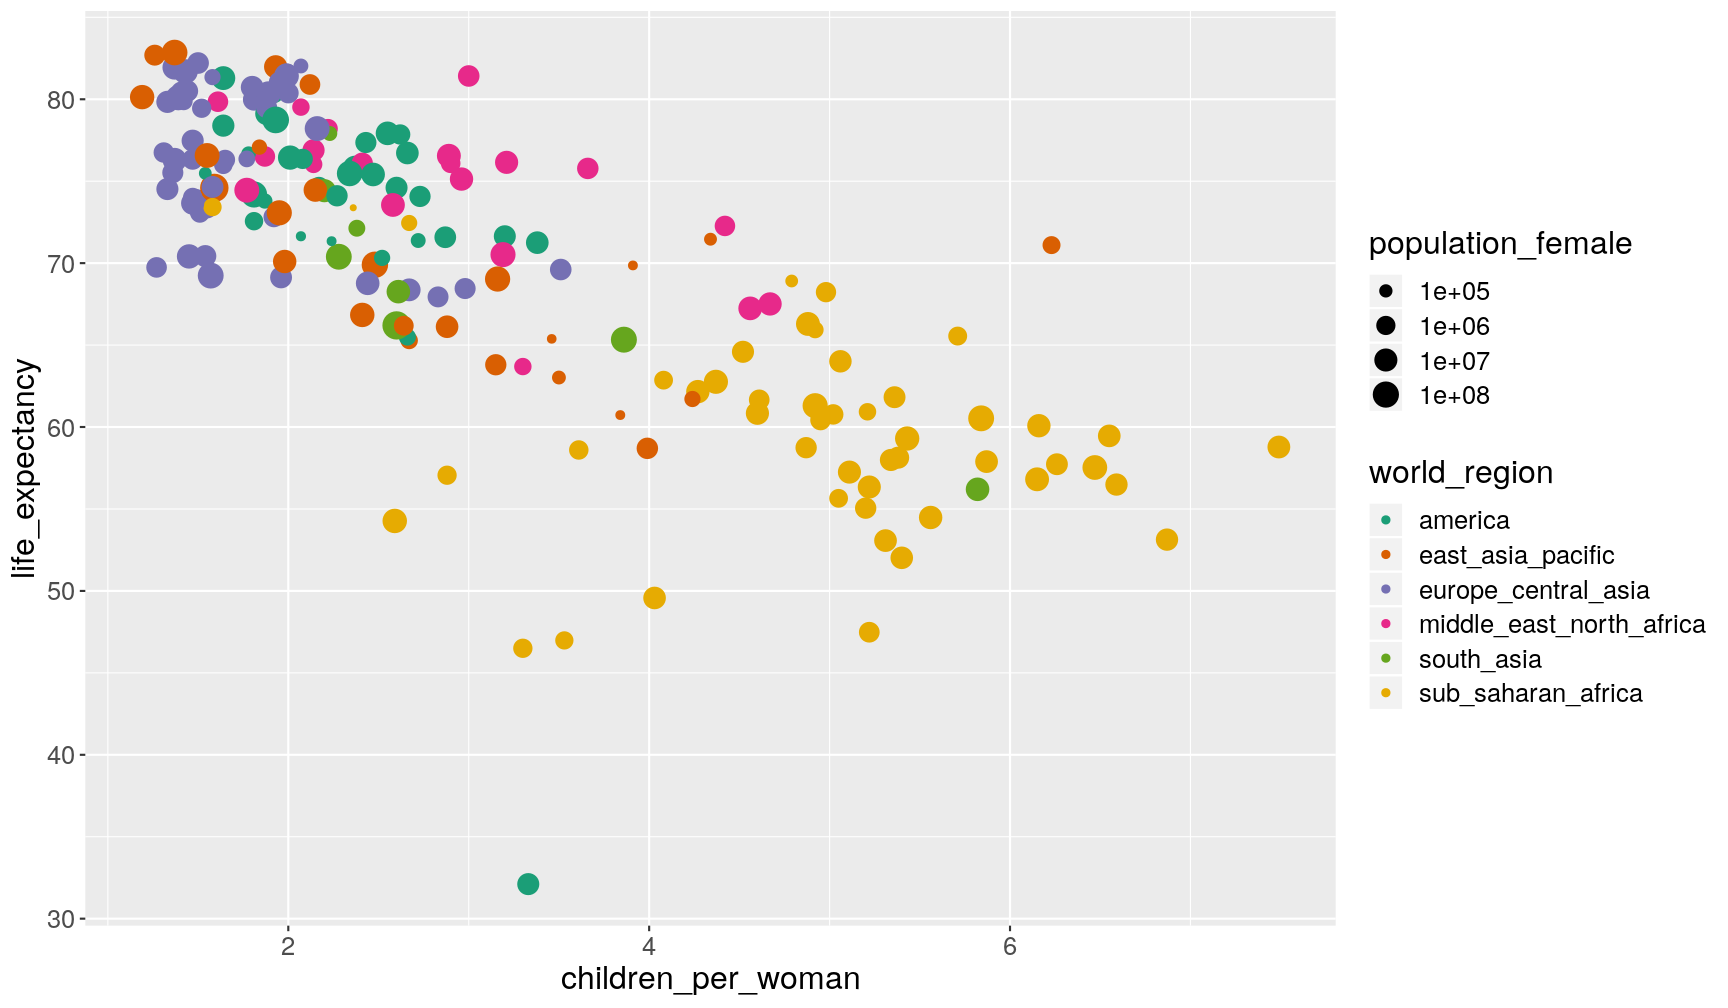 80
70
60
50
40
30
life_expectancy
2
4
6
children_per_woman
population_female
1e+05
1e+06
1e+07
1e+08
world_region
america
east_asia_pacific
europe_central_asia
middle_east_north_africa
south_asia
sub_saharan_africa